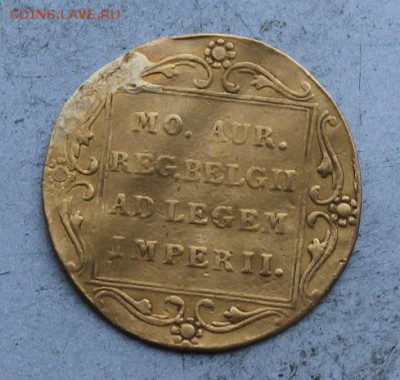 COINS.LAVE.RU
MO. AUR.
REG.BELGII
AD LEGEM
IMPERII.